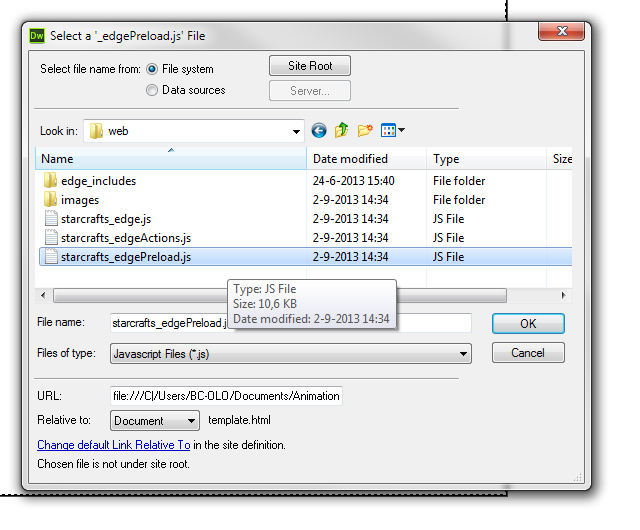 Dw Select a '_edgePreload.js' File
Select file name from: File system Site Root
Data sources Server...
Look in: web
Name Date modified Type Size
edge_includes 24-6-2013 15:40 File folder
images 2-9-2013 14:34 File folder
starcrafts_edge.js 2-9-2013 14:34 JS File
starcrafts_edgeActions.js 2-9-2013 14:34 JS File
starcrafts_edgePreload.js 2-9-2013 14:34 JS File
Type: JS File
Size: 10,6 KB
Date modified: 2-9-2013 14:34
File name: starcrafts_edgePreload.j OK
Files of type: Javascript Files (*.js) Cancel
URL: file:///C|/Users/BC-OLO/Documents/Animation
Relative to: Document template.html
Change default Link Relative To in the site definition.
Chosen file is not under site root.